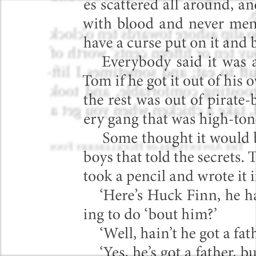 es scattered all around, an
with blood and never men
have a curse put on it and b
Everybody said it was a
Tom if he got it out of his ov
the rest was out of pirate-b
ery gang that was high-ton
Some thought it would b
boys that told the secrets. T
took a pencil and wrote it i
‘Here’s Huck Finn, he ha
ing to do ‘bout him?’
‘Well, hain’t he got a fath
‘Yes, he’s got a father, bu